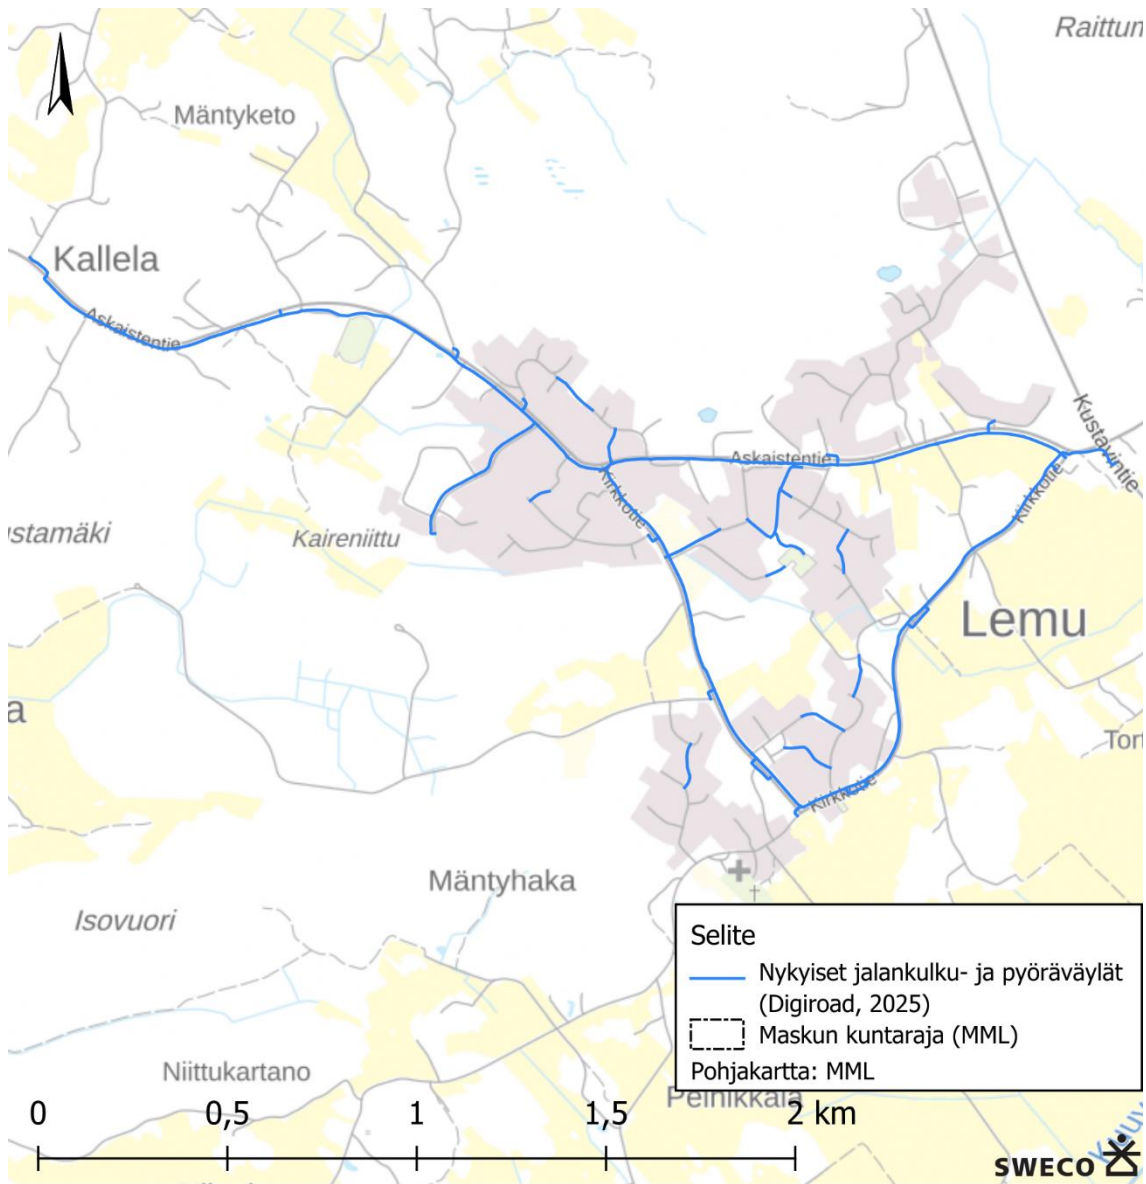 Raittum
Mäntyketo
Kallela
Askaistentie
Kustavintie
Askaistentie
Kirkkotie
Kirkkotie
stamäki
Kaireniittu
Lemu
a
Tort
Kirkkotie
Mäntyhaka
Isovuori
Selite
Nykyiset jalankulku- ja pyöräväylät
(Digiroad, 2025)
Maskun kuntaraja (MML)
Pohjakartta: MML
Niittukartano
Peinikkala
0 0,5 1 1,5 2 km
SWECO